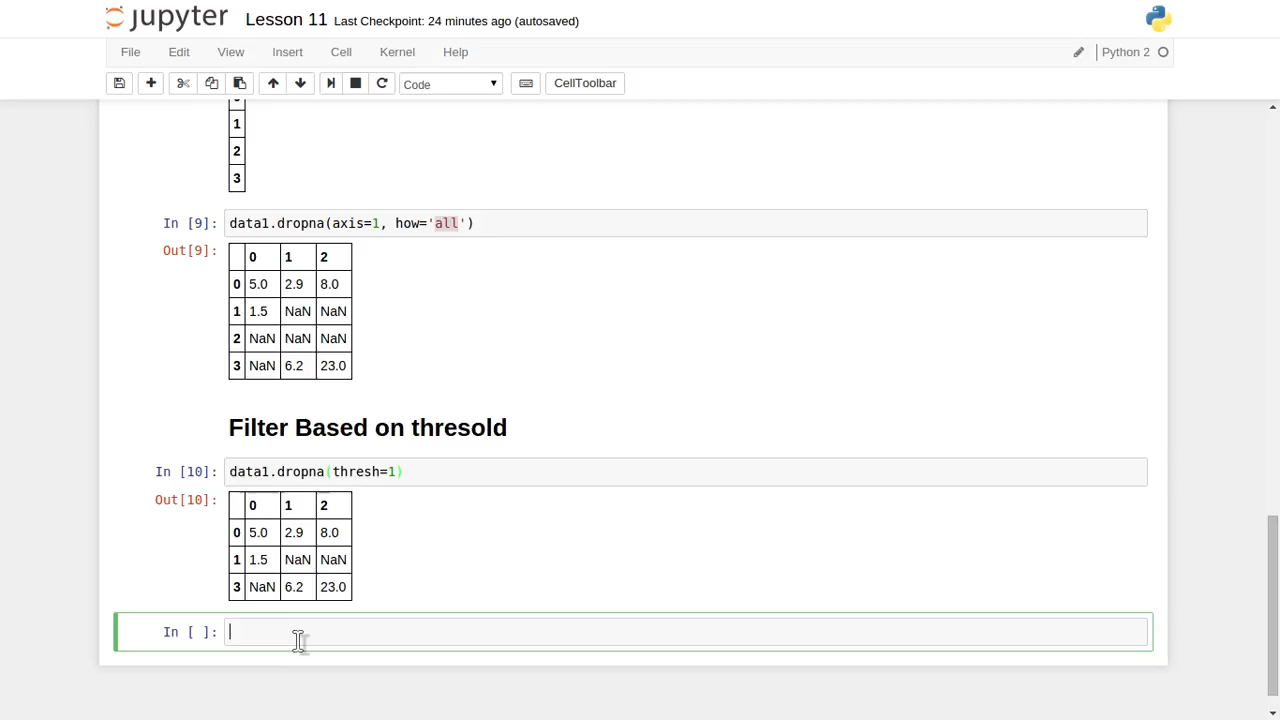 jupyter Lesson 11 Last Checkpoint: 24 minutes ago (autosaved)
File Edit View Insert Cell Kernel Help Python 2
Code CellToolbar
1
2
3
In [9]: data1.dropna(axis=1, how='all')
Out[9]:
0 1 2
0 5.0 2.9 8.0
1 1.5 NaN NaN
2 NaN NaN NaN
3 NaN 6.2 23.0
Filter Based on thresold
In [10]: data1.dropna(thresh=1)
Out[10]:
0 1 2
0 5.0 2.9 8.0
1 1.5 NaN NaN
3 NaN 6.2 23.0
In [ ]: